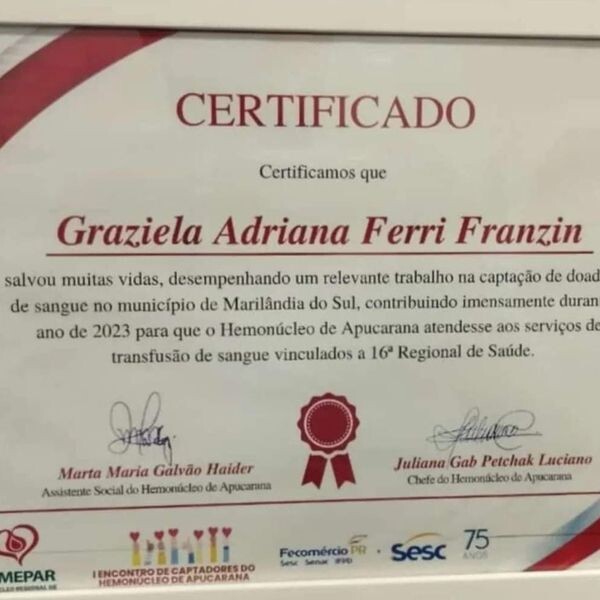 CERTIFICADO
Certificamos que
Graziela Adriana Ferri Franzin
salvou muitas vidas, desempenhando um relevante trabalho na captação de doad
de sangue no município de Marilândia do Sul, contribuindo imensamente duran
ano de 2023 para que o Hemonúcleo de Apucarana atendesse aos serviços de
transfusão de sangue vinculados a 16ª Regional de Saúde.
Marta Maria Galvão Haider
Assistente Social do Hemonúcleo de Apucarana
Juliana Gab Petchak Luciano
Chefe do Hemonúcleo de Apucarana
MEPAR
I ENCONTRO DE CAPTADORES DO
HEMONÚCLEO DE APUCARANA
Fecomércio PR
Sesc Senac IFPD
Sesc
75
ANOS